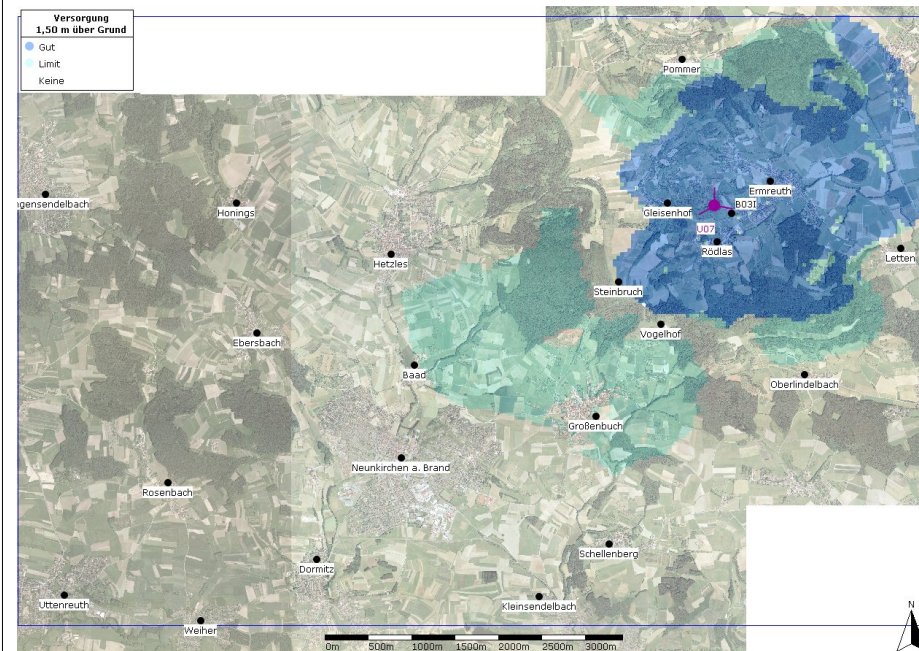 Versorgung
1,50 m über Grund
Gut
Limit
Keine
Pommer
ngensendelbach
Honings
Ermreuth
Gleisenhof
B03I
U07
Rödlas
Hetzles
Letten
Steinbruch
Vogelhof
Ebersbach
Baad
Oberlindelbach
Großenbuch
Neunkirchen a. Brand
Rosenbach
Schellenberg
Dormitz
Uttenreuth
Kleinsendelbach
Weiher
N
0m 500m 1000m 1500m 2000m 2500m 3000m